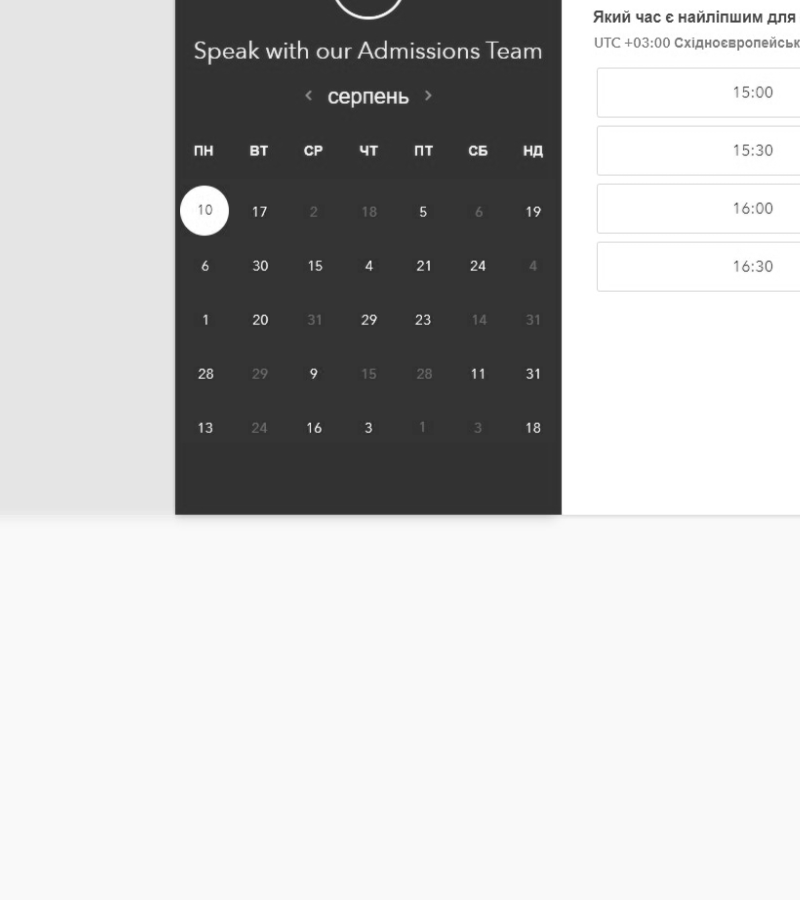 Speak with our Admissions Team
< серпень >
ПН ВТ СР ЧТ ПТ СБ НД
10 17 2 18 5 6 19
6 30 15 4 21 24 4
1 20 31 29 23 14 31
28 29 9 15 28 11 31
13 24 16 3 1 3 18
Який час є найліпшим для
UTC +03:00 Східноєвропейськ
15:00
15:30
16:00
16:30